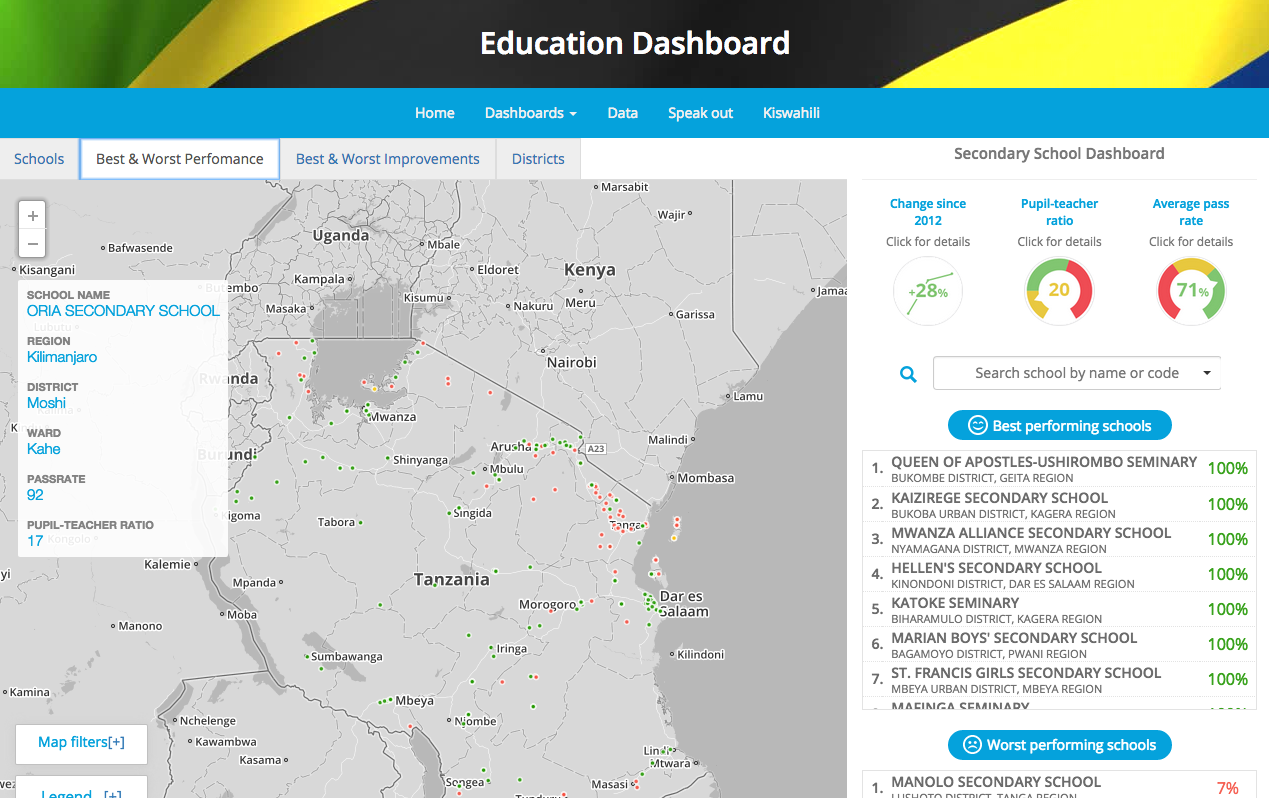 Education Dashboard
Home
Dashboards
Data
Speak out
Kiswahili
Schools
Best & Worst Perfomance
Best & Worst Improvements
Districts
+
−
SCHOOL NAME
ORIA SECONDARY SCHOOL
REGION
Kilimanjaro
DISTRICT
Moshi
WARD
Kahe
PASSRATE
92
PUPIL-TEACHER RATIO
17
Marsabit
Wajir
Uganda
Mbale
Bafwasende
Kisangani
Eldoret
Kenya
Kampala
Butembo
Kisumu
Meru
Nakuru
Masaka
Garissa
Lubutu
Nairobi
Rwanda
Lamu
Mwanza
Malindi
Arusha
A23
Burundi
Shinyanga
Mbulu
Mombasa
Kigoma
Tabora
Singida
Tanga
Kongolo
Kalemie
Mpanda
Tanzania
Dar es
Salaam
Morogoro
Moba
Manono
Iringa
Kilindoni
Sumbawanga
Kamina
Mbeya
Nchelenge
Njombe
Kawambwa
Kasama
Mtwara
Songea
Masasi
Map filters[+]
Legend [+]
Secondary School Dashboard
Change since
2012
Click for details
+28%
Pupil-teacher
ratio
Click for details
20
Average pass
rate
Click for details
71%
Search school by name or code
Best performing schools
1. QUEEN OF APOSTLES-USHIROMBO SEMINARY 100%
BUKOMBE DISTRICT, GEITA REGION
2. KAIZIREGE SECONDARY SCHOOL 100%
BUKOBA URBAN DISTRICT, KAGERA REGION
3. MWANZA ALLIANCE SECONDARY SCHOOL 100%
NYAMAGANA DISTRICT, MWANZA REGION
4. HELLEN'S SECONDARY SCHOOL 100%
KINONDONI DISTRICT, DAR ES SALAAM REGION
5. KATOKE SEMINARY 100%
BIHARAMULO DISTRICT, KAGERA REGION
6. MARIAN BOYS' SECONDARY SCHOOL 100%
BAGAMOYO DISTRICT, PWANI REGION
7. ST. FRANCIS GIRLS SECONDARY SCHOOL 100%
MBEYA URBAN DISTRICT, MBEYA REGION
MAFINGA SEMINARY
Worst performing schools
1. MANOLO SECONDARY SCHOOL 7%
LUSHOTO DISTRICT, TANGA REGION